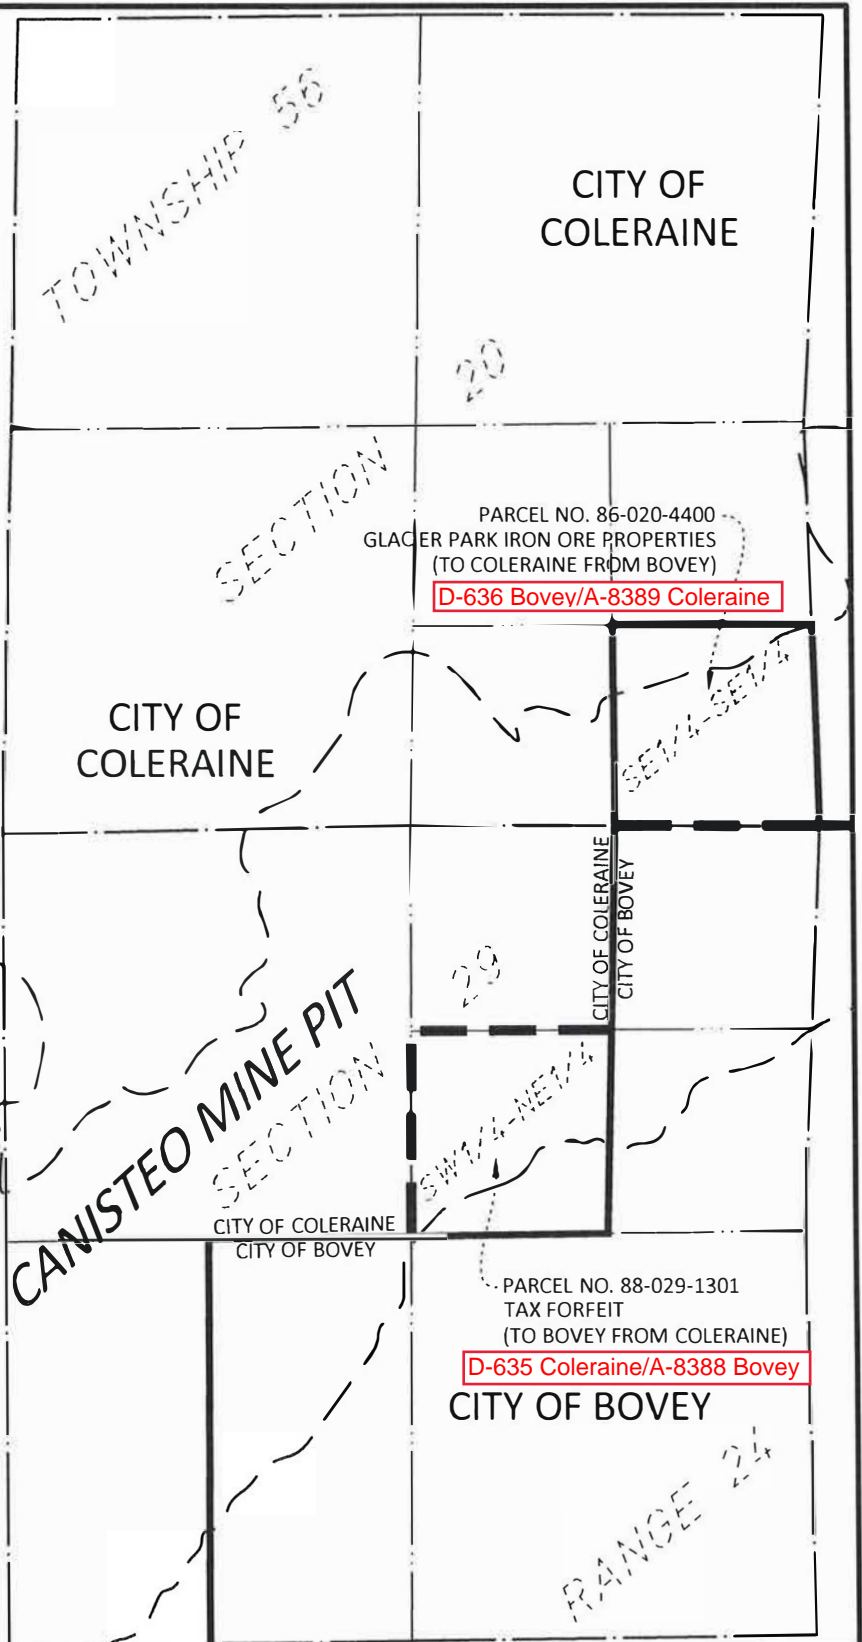 TOWNSHIP 56
CITY OF
COLERAINE
20
SECTION
PARCEL NO. 86-020-4400
GLACIER PARK IRON ORE PROPERTIES
(TO COLERAINE FROM BOVEY)
D-636 Bovey/A-8389 Coleraine
SE1/4-SE1/4
CITY OF
COLERAINE
CITY OF COLERAINE
CITY OF BOVEY
29
CANISTEO MINE PIT
SECTION
SW1/4-NE1/4
CITY OF COLERAINE
CITY OF BOVEY
PARCEL NO. 88-029-1301
TAX FORFEIT
(TO BOVEY FROM COLERAINE)
D-635 Coleraine/A-8388 Bovey
CITY OF BOVEY
RANGE 24